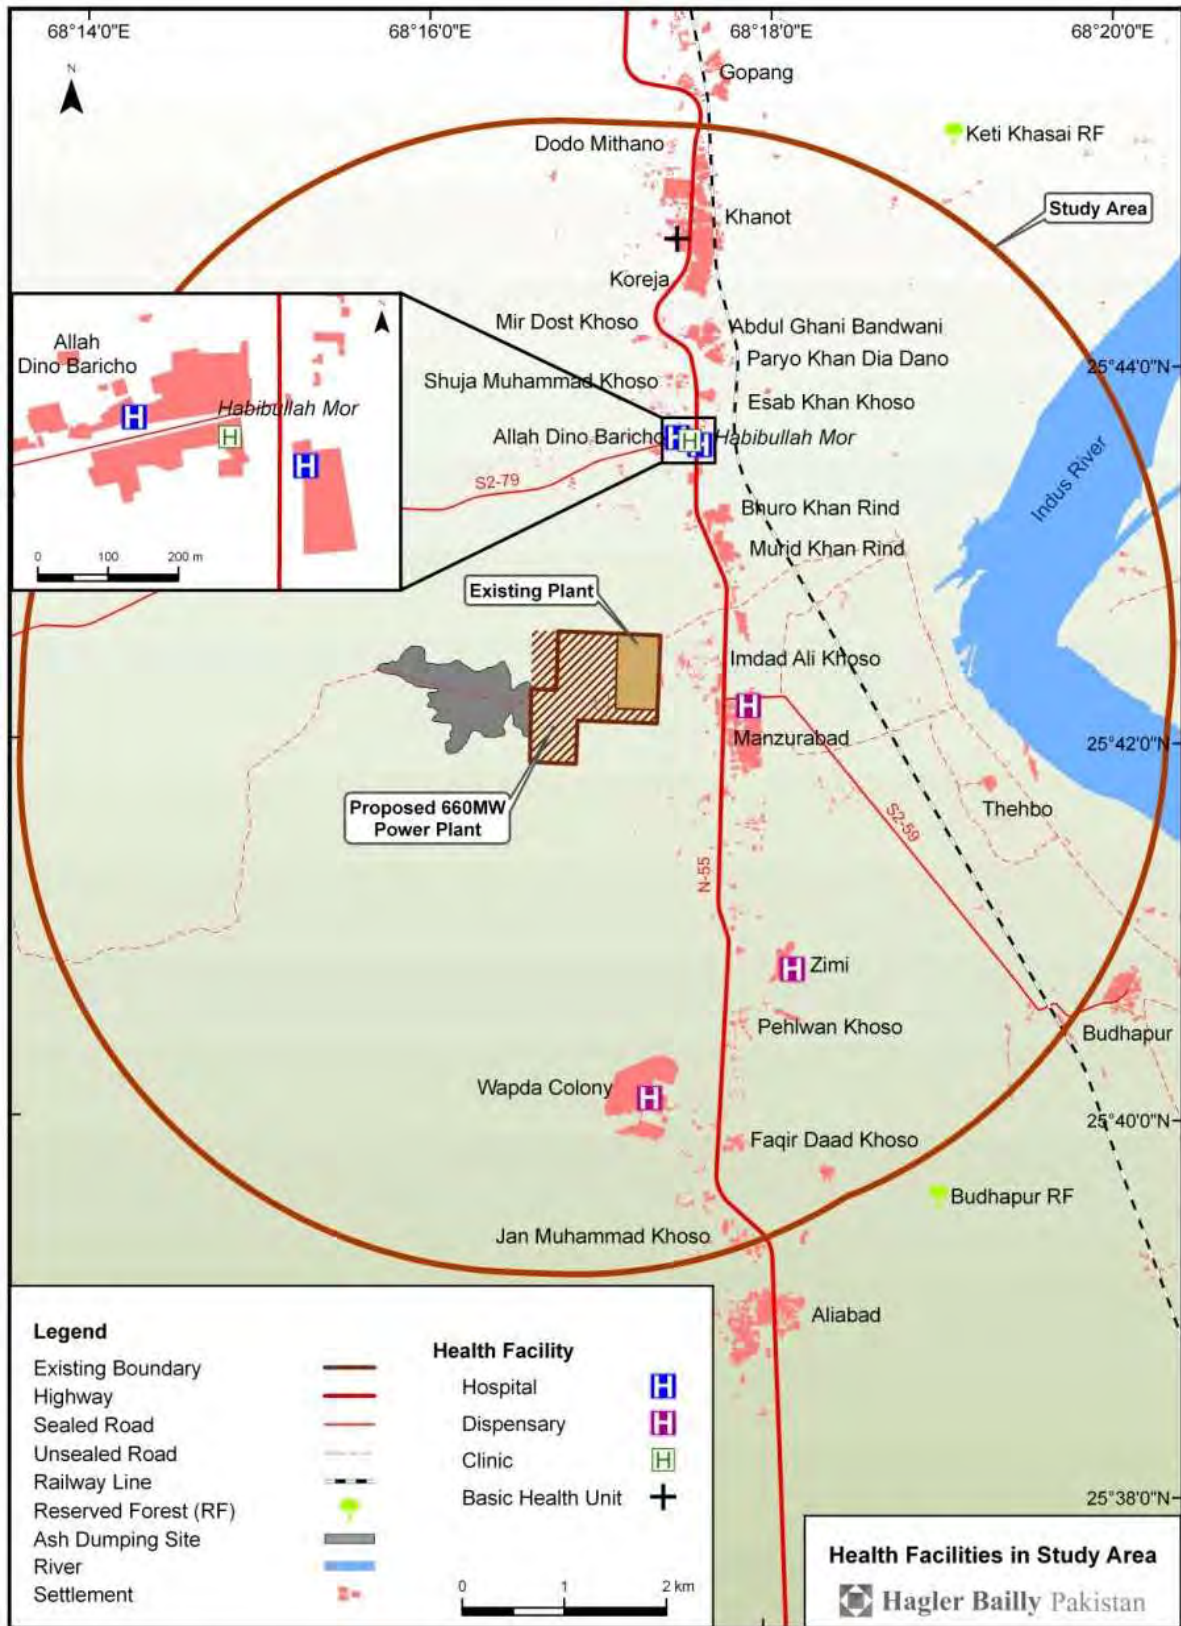 68°14'0"E
68°16'0"E
68°18'0"E
68°20'0"E
N
Gopang
Keti Khasai RF
Dodo Mithano
Study Area
Khanot
Koreja
Mir Dost Khoso
Abdul Ghani Bandwani
Paryo Khan Dia Dano
25°44'0"N
Shuja Muhammad Khoso
Esab Khan Khoso
Allah Dino Baricho
Habibullah Mor
H
H
H
S2-79
Indus River
Allah
Dino Baricho
Habibullah Mor
H
H
H
0 100 200 m
Bhuro Khan Rind
Murid Khan Rind
Existing Plant
Imdad Ali Khoso
H
Manzurabad
25°42'0"N
Thehbo
Proposed 660MW
Power Plant
S2-59
N-55
H
Zimi
Pehlwan Khoso
Budhapur
Wapda Colony
H
25°40'0"N
Faqir Daad Khoso
Budhapur RF
Jan Muhammad Khoso
Aliabad
Legend
Existing Boundary
Highway
Sealed Road
Unsealed Road
Railway Line
Reserved Forest (RF)
Ash Dumping Site
River
Settlement
Health Facility
Hospital H
Dispensary H
Clinic H
Basic Health Unit
0 1 2 km
25°38'0"N
Health Facilities in Study Area
Hagler Bailly Pakistan